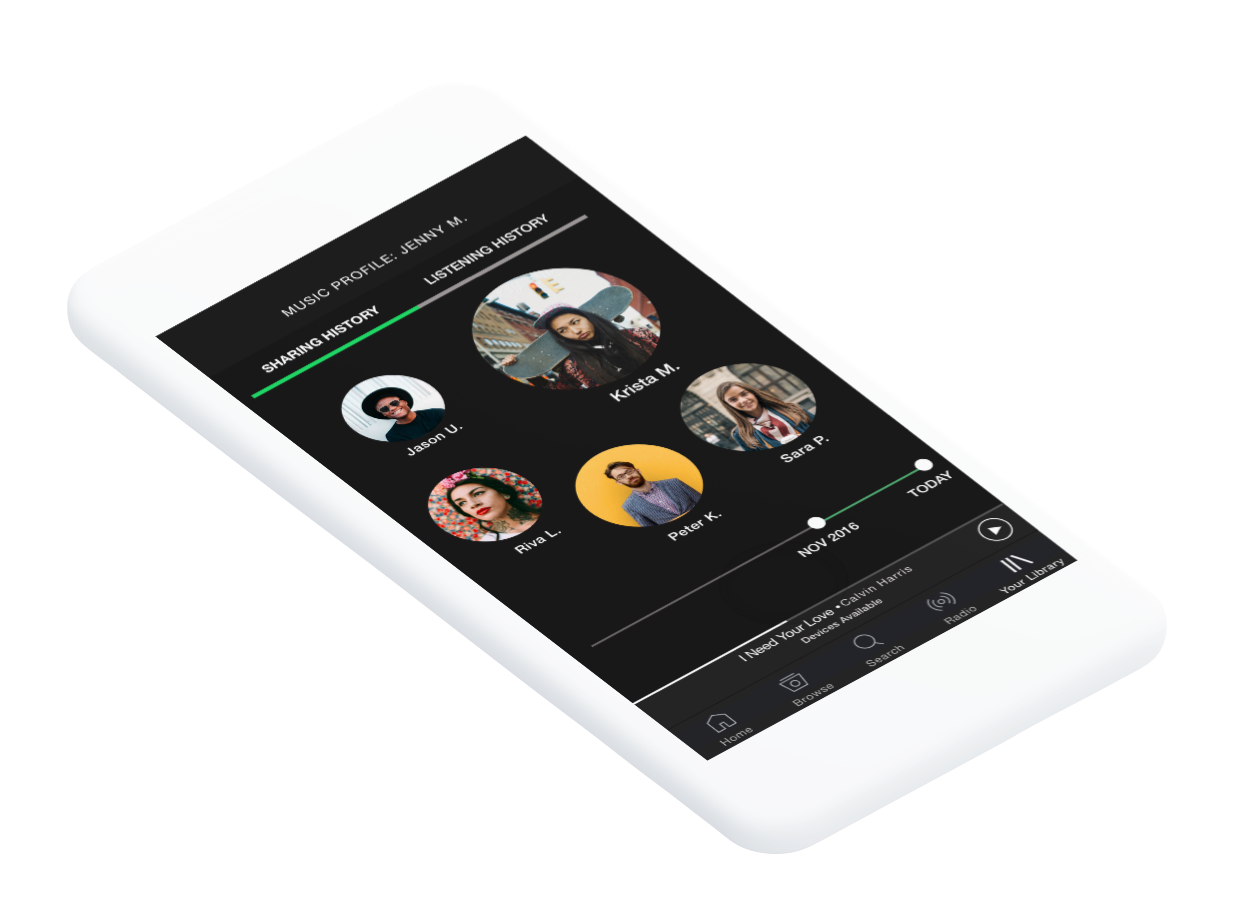 MUSIC PROFILE: JENNY M.
SHARING HISTORY
LISTENING HISTORY
Krista M.
Jason U.
Sara P.
Riva L.
Peter K.
TODAY
NOV 2016
I Need Your Love • Calvin Harris
Devices Available
Home
Browse
Search
Radio
Your Library